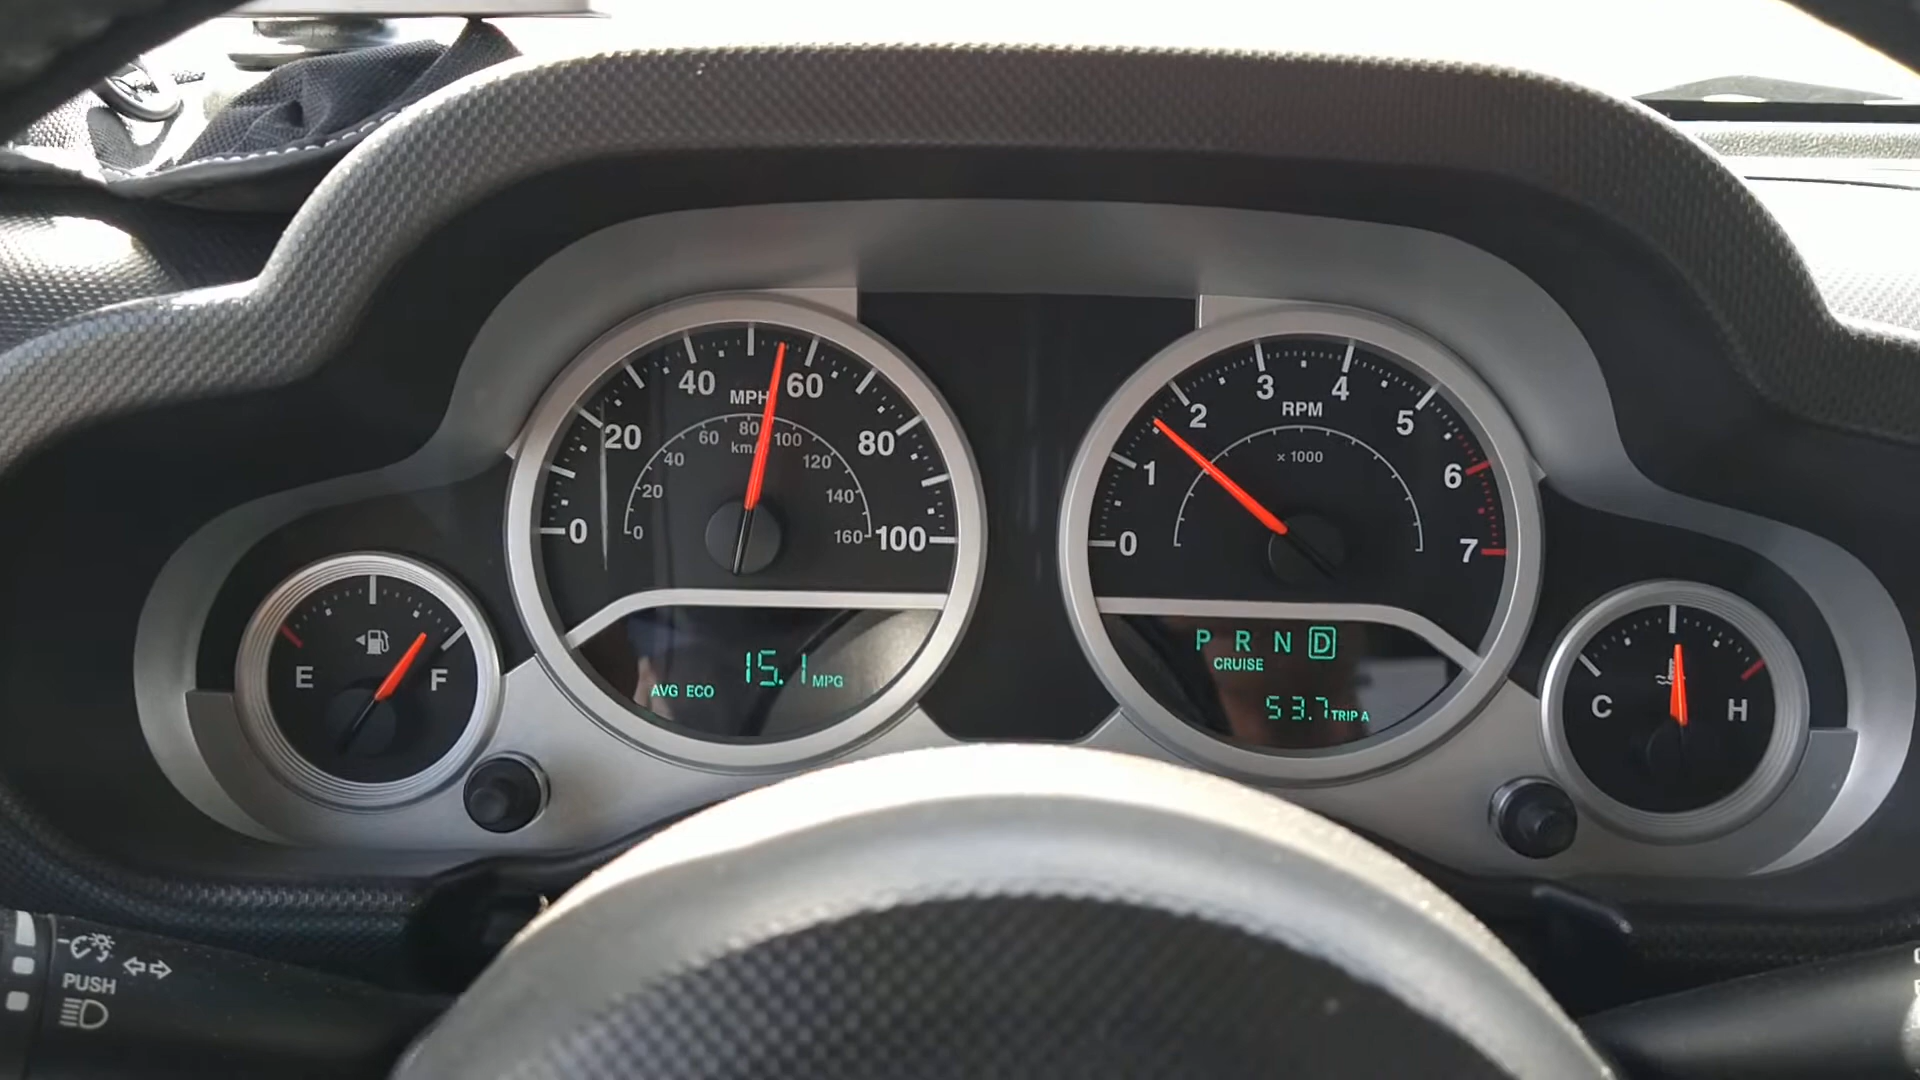 40 MPH 60
20 80
0 100
km/h
0 20 40 60 80 100 120 140 160
AVG ECO 15.1 MPG
0 1 2 3 4 5 6 7
RPM
x 1000
P R N D
CRUISE
53.7 TRIP A
E F
C H
PUSH